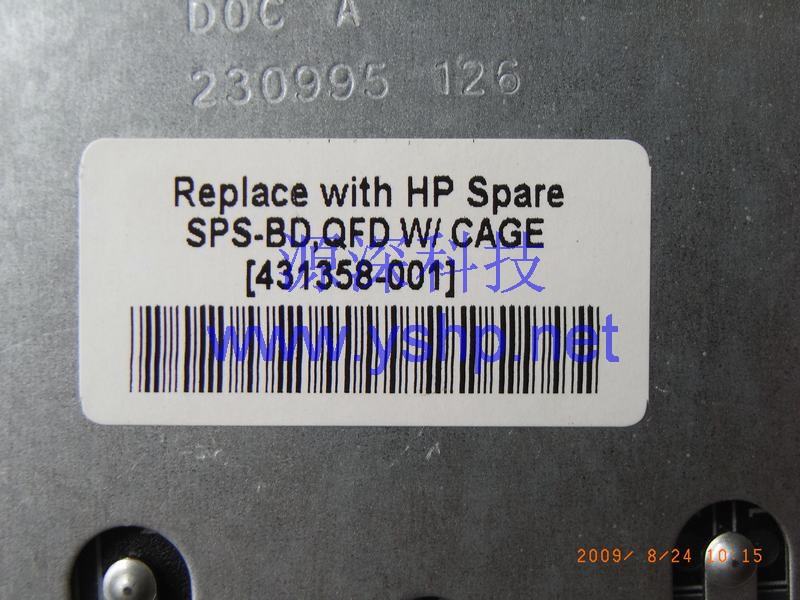 DOC A
230995 126
Replace with HP Spare
SPS-BD,QFD W/ CAGE
源深科技
[431358-001]
www.yshp.net
2009/ 8/24 10:15